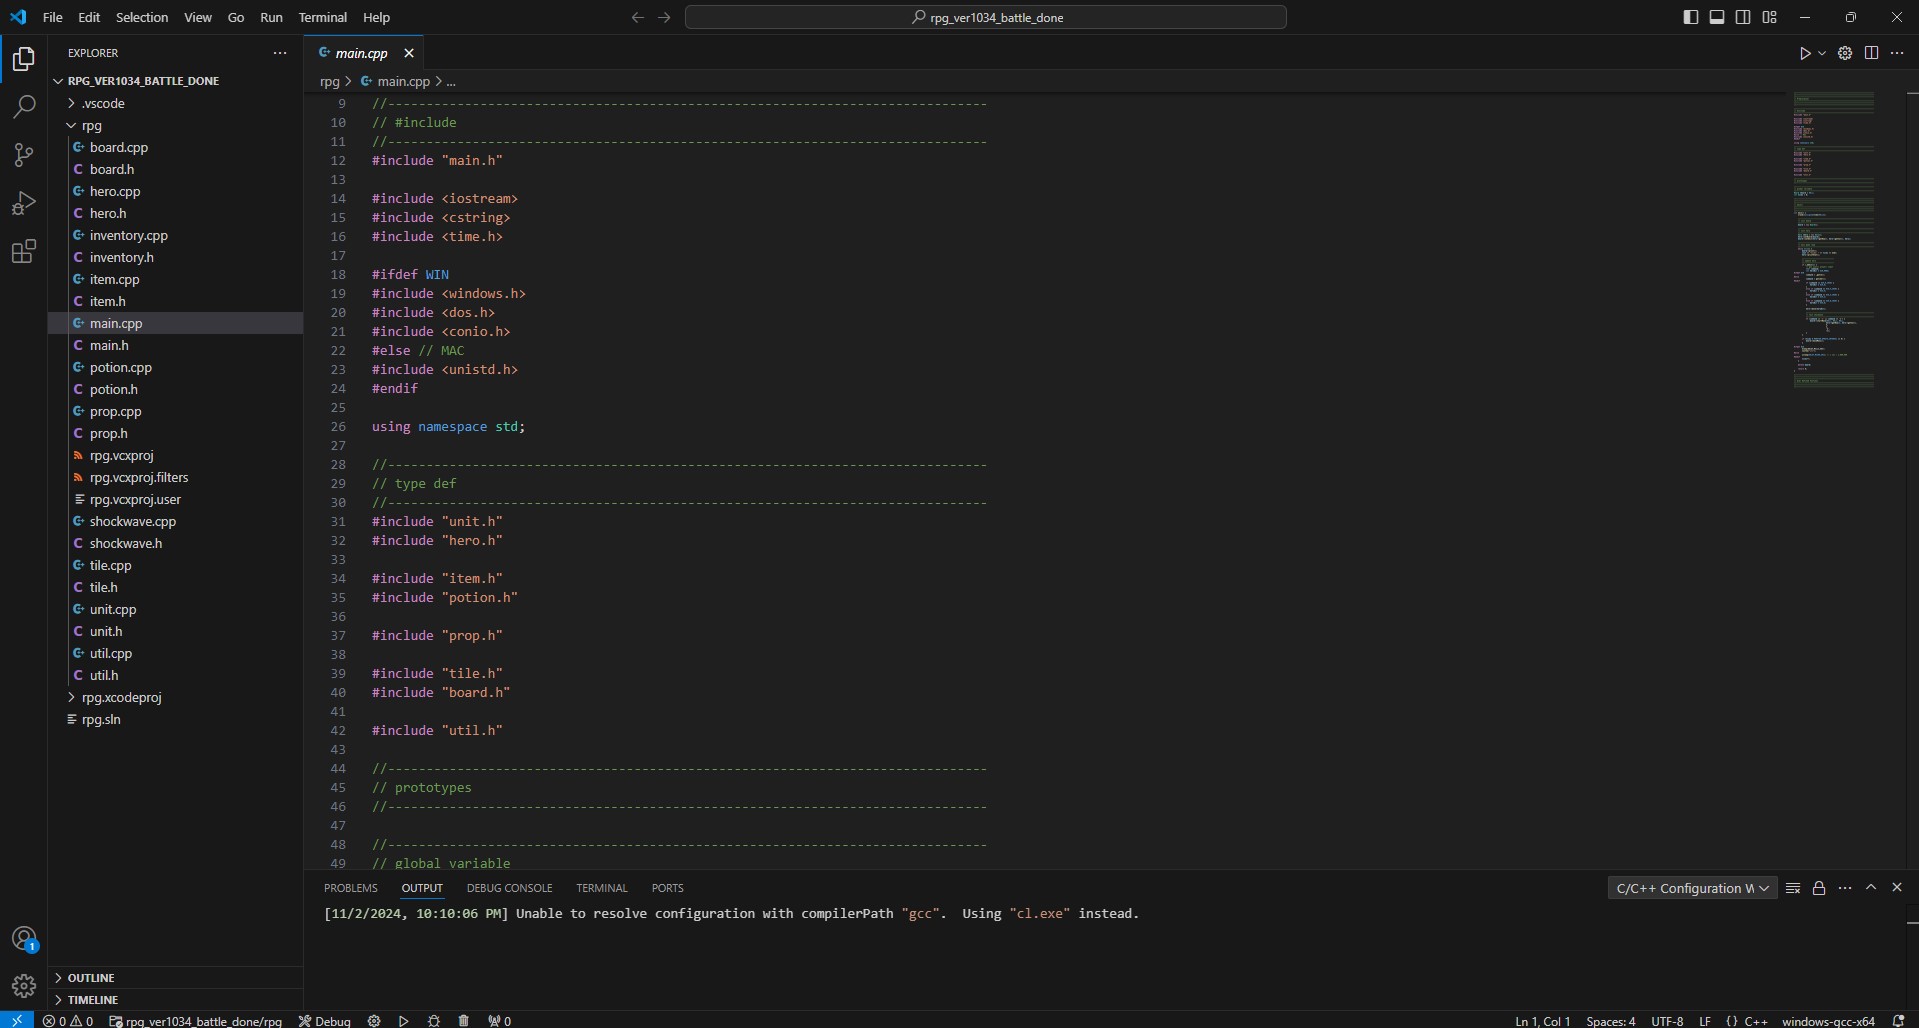 File Edit Selection View Go Run Terminal Help
rpg_ver1034_battle_done
EXPLORER
RPG_VER1034_BATTLE_DONE
.vscode
rpg
board.cpp
board.h
hero.cpp
hero.h
inventory.cpp
inventory.h
item.cpp
item.h
main.cpp
main.h
potion.cpp
potion.h
prop.cpp
prop.h
rpg.vcxproj
rpg.vcxproj.filters
rpg.vcxproj.user
shockwave.cpp
shockwave.h
tile.cpp
tile.h
unit.cpp
unit.h
util.cpp
util.h
rpg.xcodeproj
rpg.sln
OUTLINE
TIMELINE
main.cpp
rpg > main.cpp > ...
9 //------------------------------------------------------------------------------
10 // #include
11 //------------------------------------------------------------------------------
12 #include "main.h"
13
14 #include <iostream>
15 #include <cstring>
16 #include <time.h>
17
18 #ifdef WIN
19 #include <windows.h>
20 #include <dos.h>
21 #include <conio.h>
22 #else // MAC
23 #include <unistd.h>
24 #endif
25
26 using namespace std;
27
28 //------------------------------------------------------------------------------
29 // type def
30 //------------------------------------------------------------------------------
31 #include "unit.h"
32 #include "hero.h"
33
34 #include "item.h"
35 #include "potion.h"
36
37 #include "prop.h"
38
39 #include "tile.h"
40 #include "board.h"
41
42 #include "util.h"
43
44 //------------------------------------------------------------------------------
45 // prototypes
46 //------------------------------------------------------------------------------
47
48 //------------------------------------------------------------------------------
49 // global variable
PROBLEMS OUTPUT DEBUG CONSOLE TERMINAL PORTS
C/C++ Configuration W
[11/2/2024, 10:10:06 PM] Unable to resolve configuration with compilerPath "gcc".  Using "cl.exe" instead.
1
0 0 rpg_ver1034_battle_done/rpg Debug 0
Ln 1, Col 1 Spaces: 4 UTF-8 LF {} C++ windows-gcc-x64